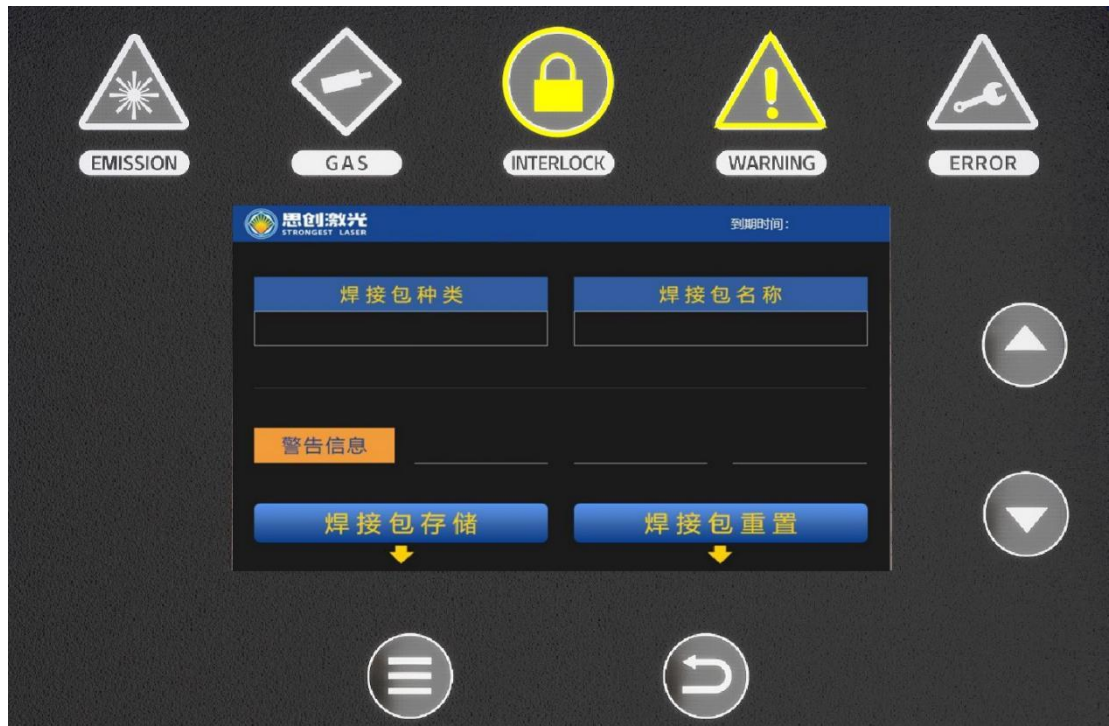 EMISSION
GAS
INTERLOCK
WARNING
ERROR
思创激光
STRONGEST LASER
到期时间：
焊接包种类
焊接包名称
警告信息
焊接包存储
焊接包重置